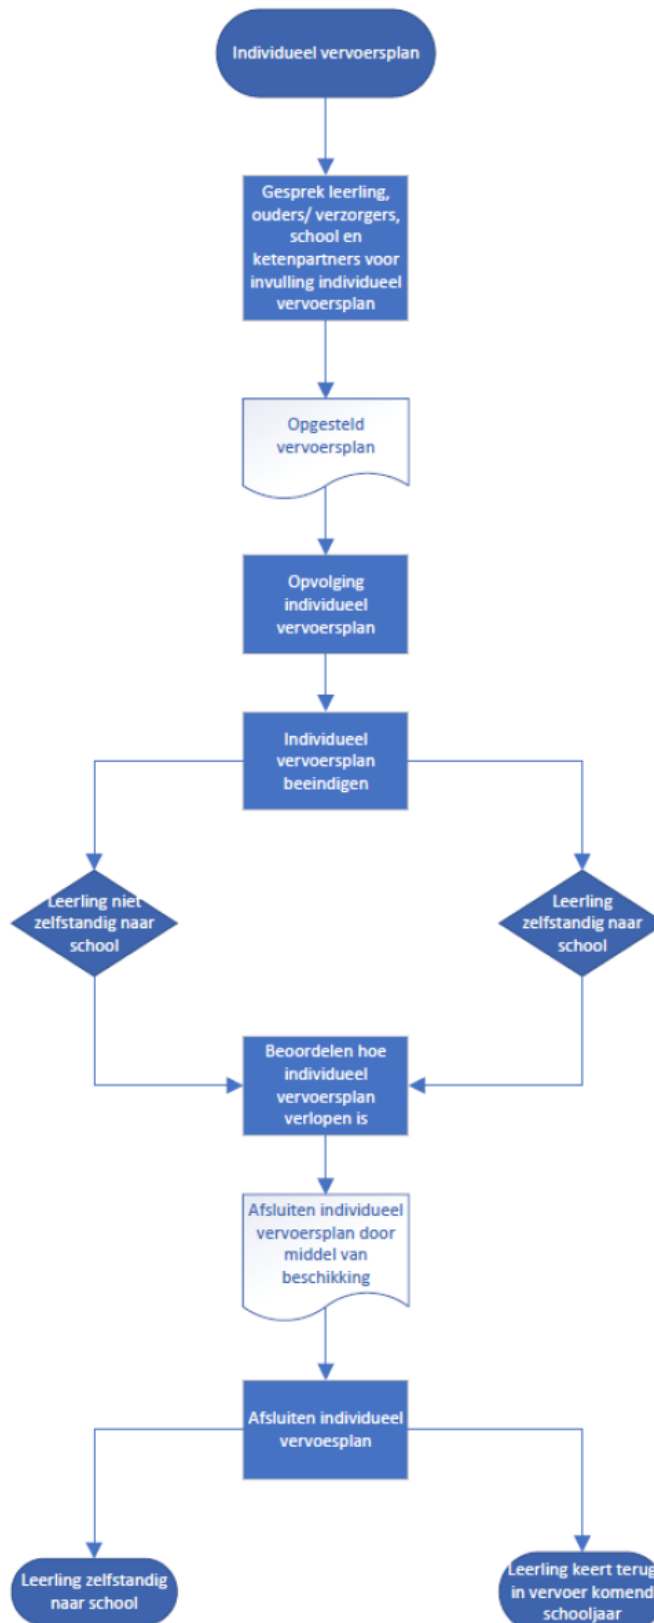 Individueel vervoersplan
Gesprek leerling,
ouders/ verzorgers,
school en
ketenpartners voor
invulling individueel
vervoersplan
Opgesteld
vervoersplan
Opvolging
individueel
vervoersplan
Individueel
vervoersplan
beeindigen
Leerling niet
zelfstandig naar
school
Leerling
zelfstandig naar
school
Beoordelen hoe
individueel
vervoersplan
verlopen is
Afsluiten individueel
vervoersplan door
middel van
beschikking
Afsluiten individueel
vervoesplan
Leerling zelfstandig
naar school
Leerling keert terug
in vervoer komend
schooljaar